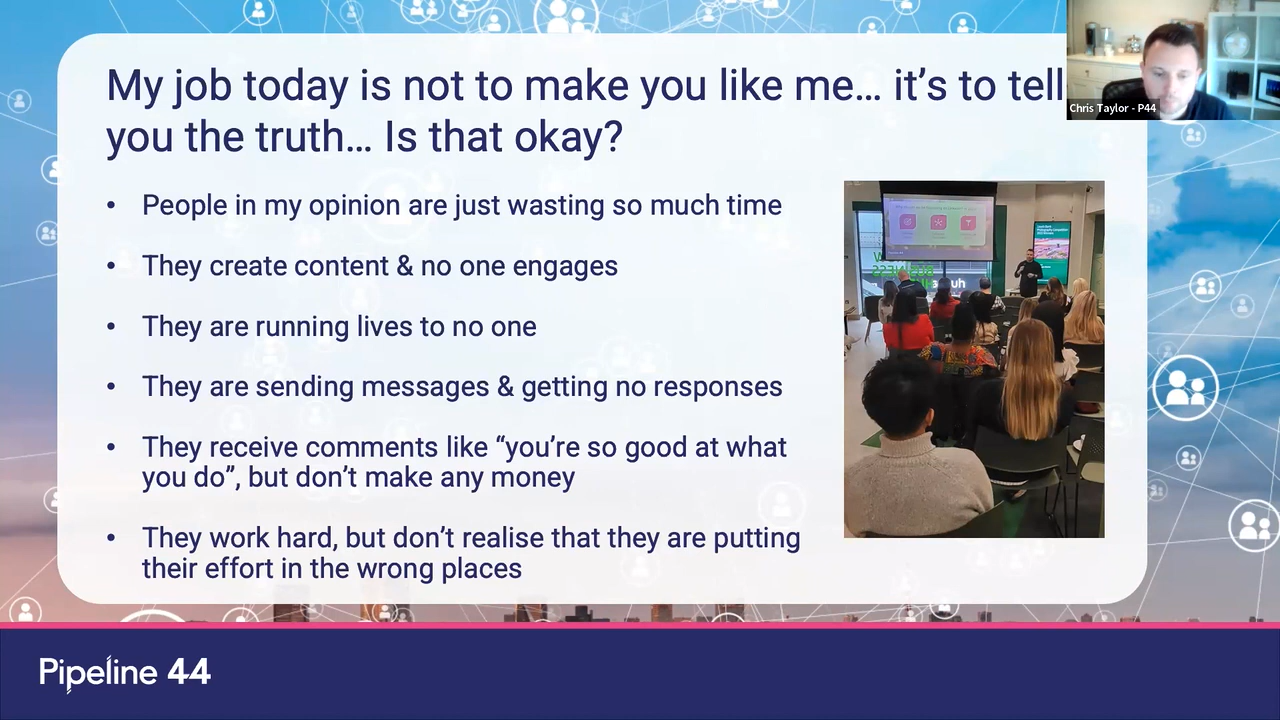 My job today is not to make you like me… it’s to tell
you the truth… Is that okay?
Chris Taylor - P44
• People in my opinion are just wasting so much time
• They create content & no one engages
• They are running lives to no one
• They are sending messages & getting no responses
• They receive comments like “you’re so good at what
you do”, but don’t make any money
• They work hard, but don’t realise that they are putting
their effort in the wrong places
Pipeline 44